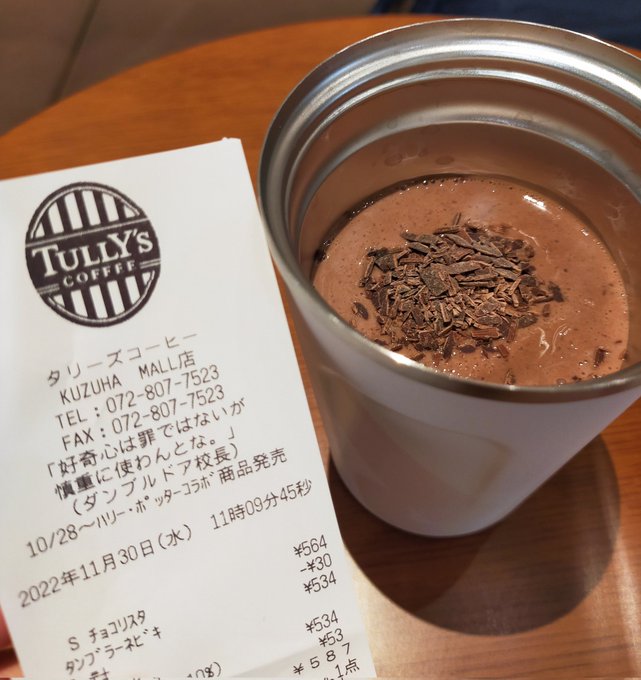 TULLY'S
COFFEE
タリーズコーヒー
KUZUHA MALL店
TEL:072-807-7523
FAX:072-807-7523
「好奇心は罪ではないが
慎重に使わんとな。」
(ダンブルドア校長)
10/28～ハリー・ポッターコラボ商品発売
2022年11月30日(水) 11時09分45秒
¥564
-¥30
¥534
S チョコリスタ ¥534
タンブラーネビキ ¥53
¥587
10%)
1点